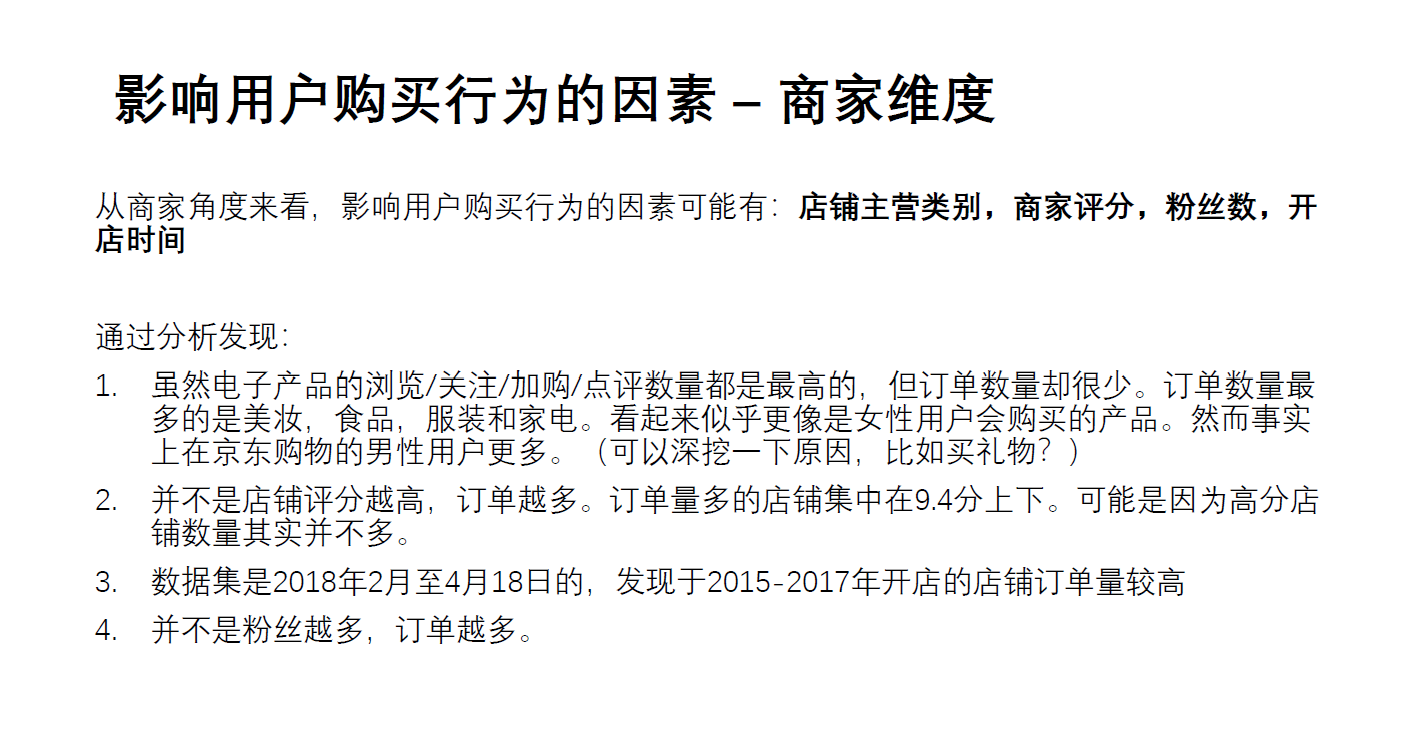 影响用户购买行为的因素 – 商家维度
从商家角度来看，影响用户购买行为的因素可能有：店铺主营类别，商家评分，粉丝数，开
店时间
通过分析发现：
1. 虽然电子产品的浏览/关注/加购/点评数量都是最高的，但订单数量却很少。订单数量最
多的是美妆，食品，服装和家电。看起来似乎更像是女性用户会购买的产品。然而事实
上在京东购物的男性用户更多。（可以深挖一下原因，比如买礼物？）
2. 并不是店铺评分越高，订单越多。订单量多的店铺集中在9.4分上下。可能是因为高分店
铺数量其实并不多。
3. 数据集是2018年2月至4月18日的，发现于2015-2017年开店的店铺订单量较高
4. 并不是粉丝越多，订单越多。